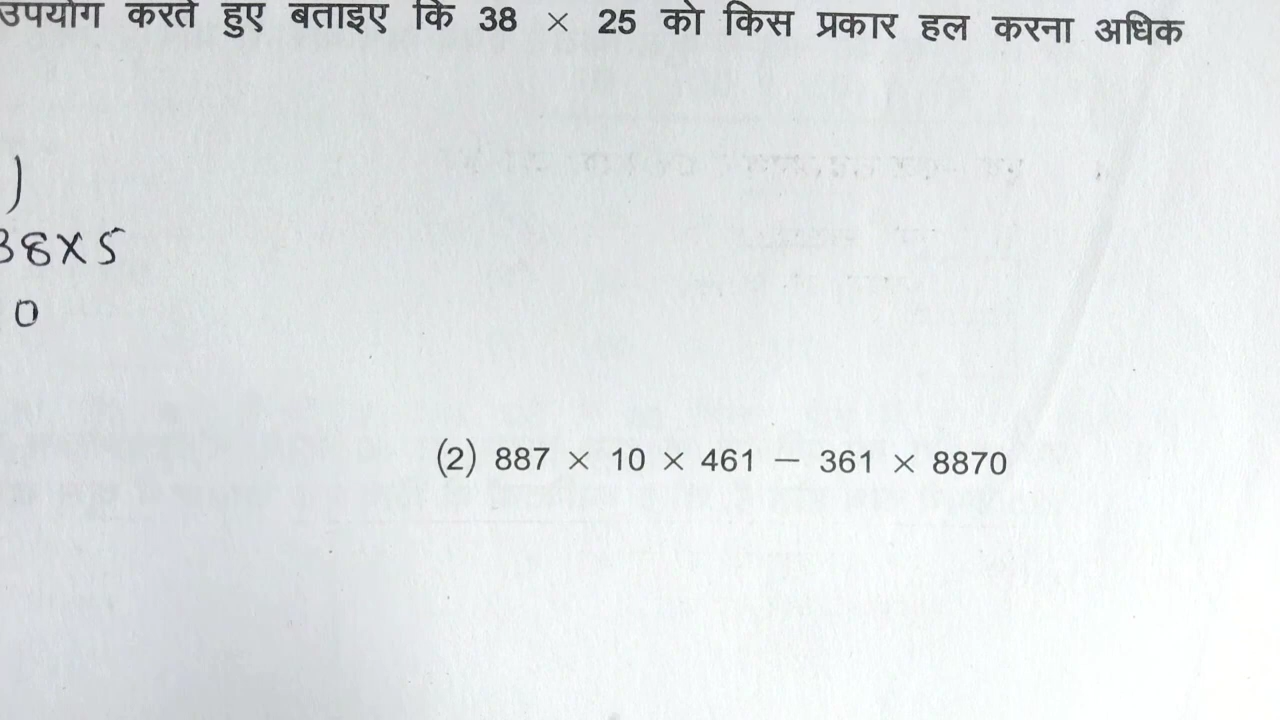 उपयोग करते हुए बताइए कि 38 × 25 को किस प्रकार हल करना अधिक
)
38×5
0
(2) 887 × 10 × 461 – 361 × 8870